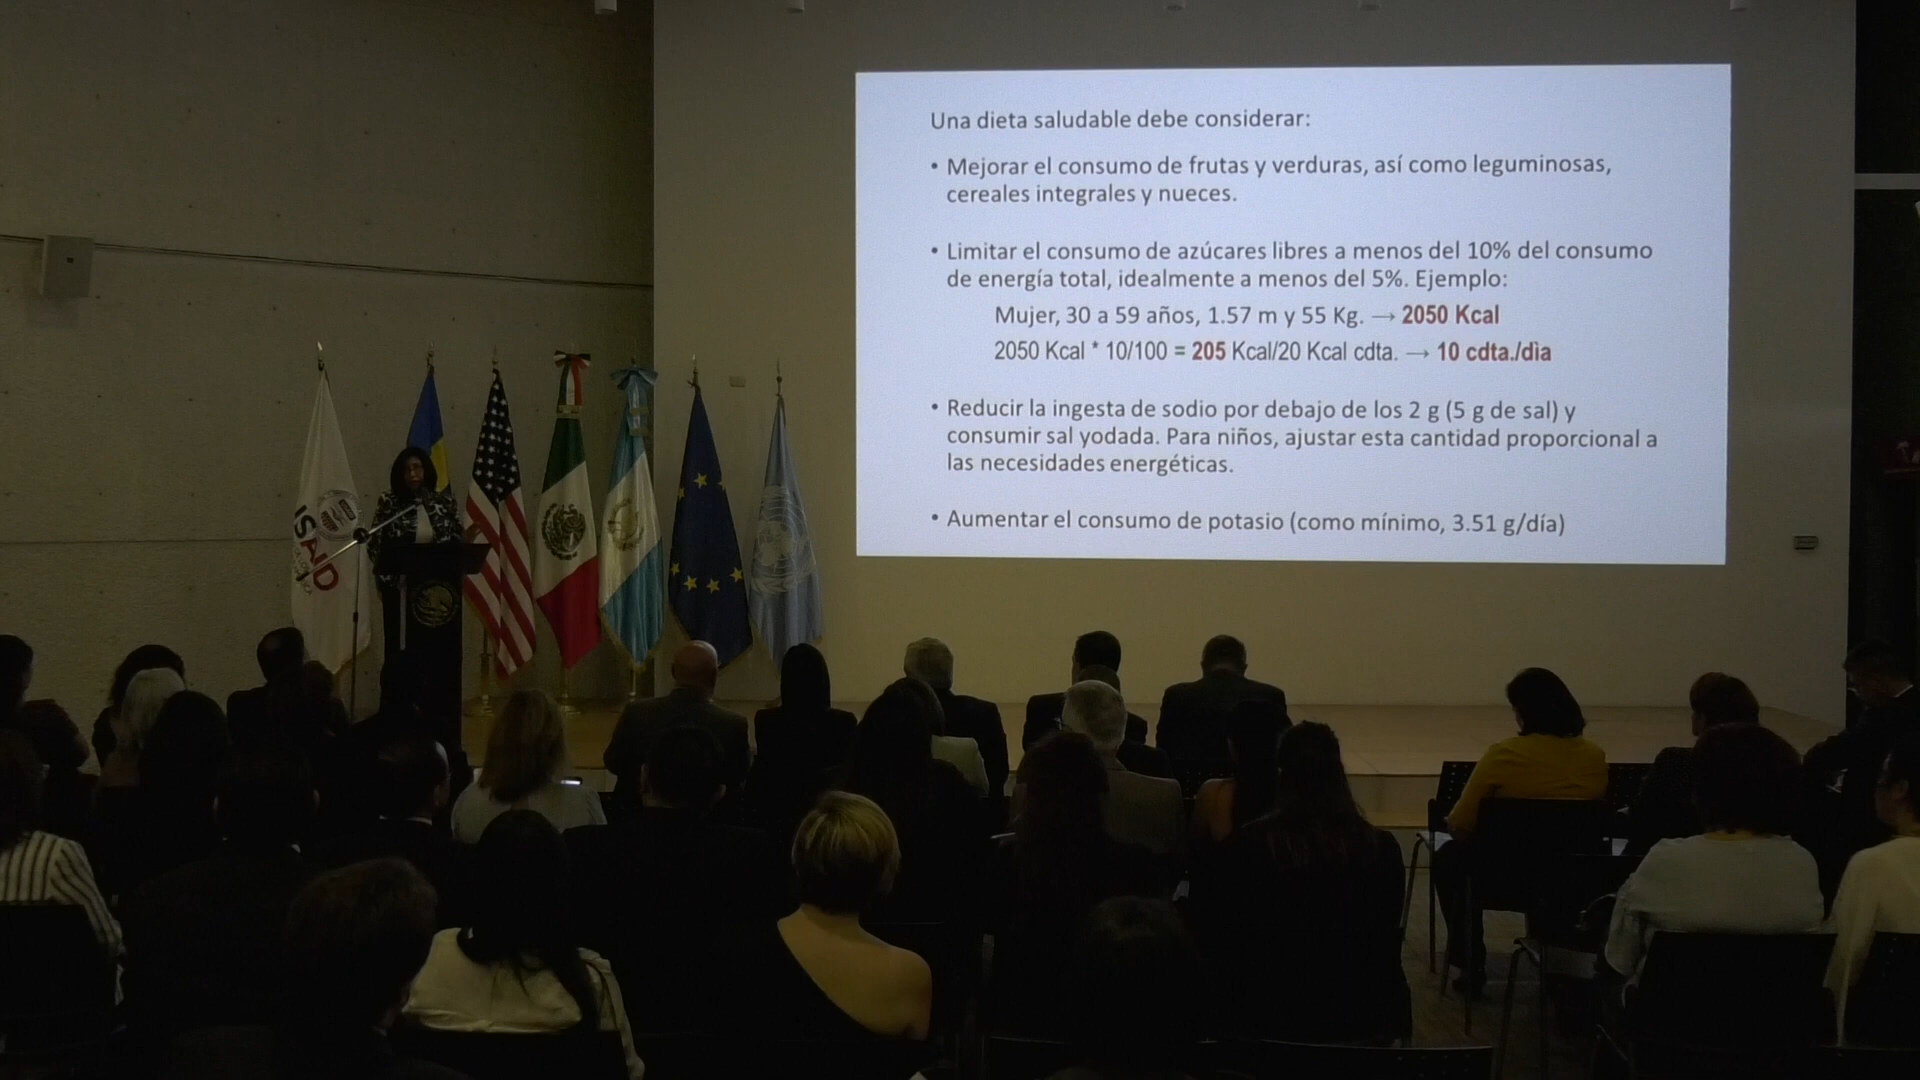 Una dieta saludable debe considerar:
• Mejorar el consumo de frutas y verduras, así como leguminosas,
cereales integrales y nueces.
• Limitar el consumo de azúcares libres a menos del 10% del consumo
de energía total, idealmente a menos del 5%. Ejemplo:
Mujer, 30 a 59 años, 1.57 m y 55 Kg. → 2050 Kcal
2050 Kcal * 10/100 = 205 Kcal/20 Kcal cdta. → 10 cdta./dìa
• Reducir la ingesta de sodio por debajo de los 2 g (5 g de sal) y
consumir sal yodada. Para niños, ajustar esta cantidad proporcional a
las necesidades energéticas.
• Aumentar el consumo de potasio (como mínimo, 3.51 g/día)